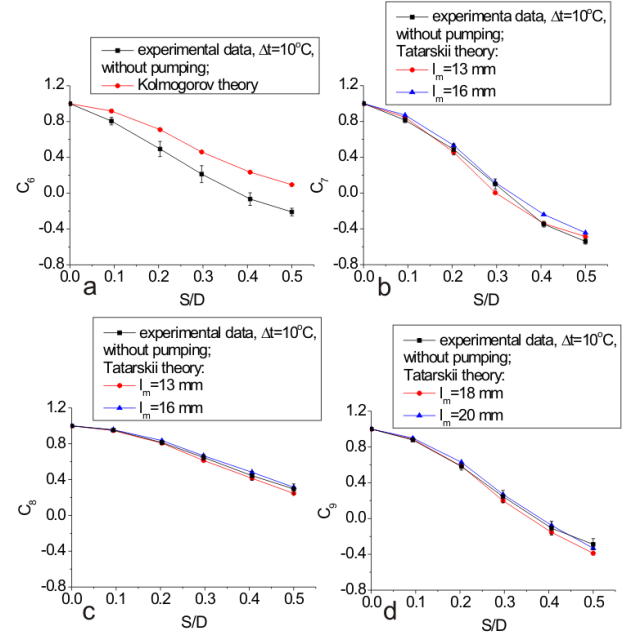 experimental data, Δt=10°C,
without pumping;
Kolmogorov theory
1.2
0.8
0.4
0.0
-0.4
-0.8
C6
0.0 0.1 0.2 0.3 0.4 0.5
a
S/D
experimenta data, Δt=10°C,
without pumping;
Tatarskii theory:
lm=13 mm
lm=16 mm
1.2
0.8
0.4
0.0
-0.4
-0.8
C7
0.0 0.1 0.2 0.3 0.4 0.5
b
S/D
experimental data, Δt=10°C,
without pumping;
Tatarskii theory:
lm=13 mm
lm=16 mm
1.2
0.8
0.4
0.0
-0.4
-0.8
C8
0.0 0.1 0.2 0.3 0.4 0.5
c
S/D
experimental data, Δt=10°C,
without pumping;
Tatarskii theory:
lm=18 mm
lm=20 mm
1.2
0.8
0.4
0.0
-0.4
-0.8
C9
0.0 0.1 0.2 0.3 0.4 0.5
d
S/D